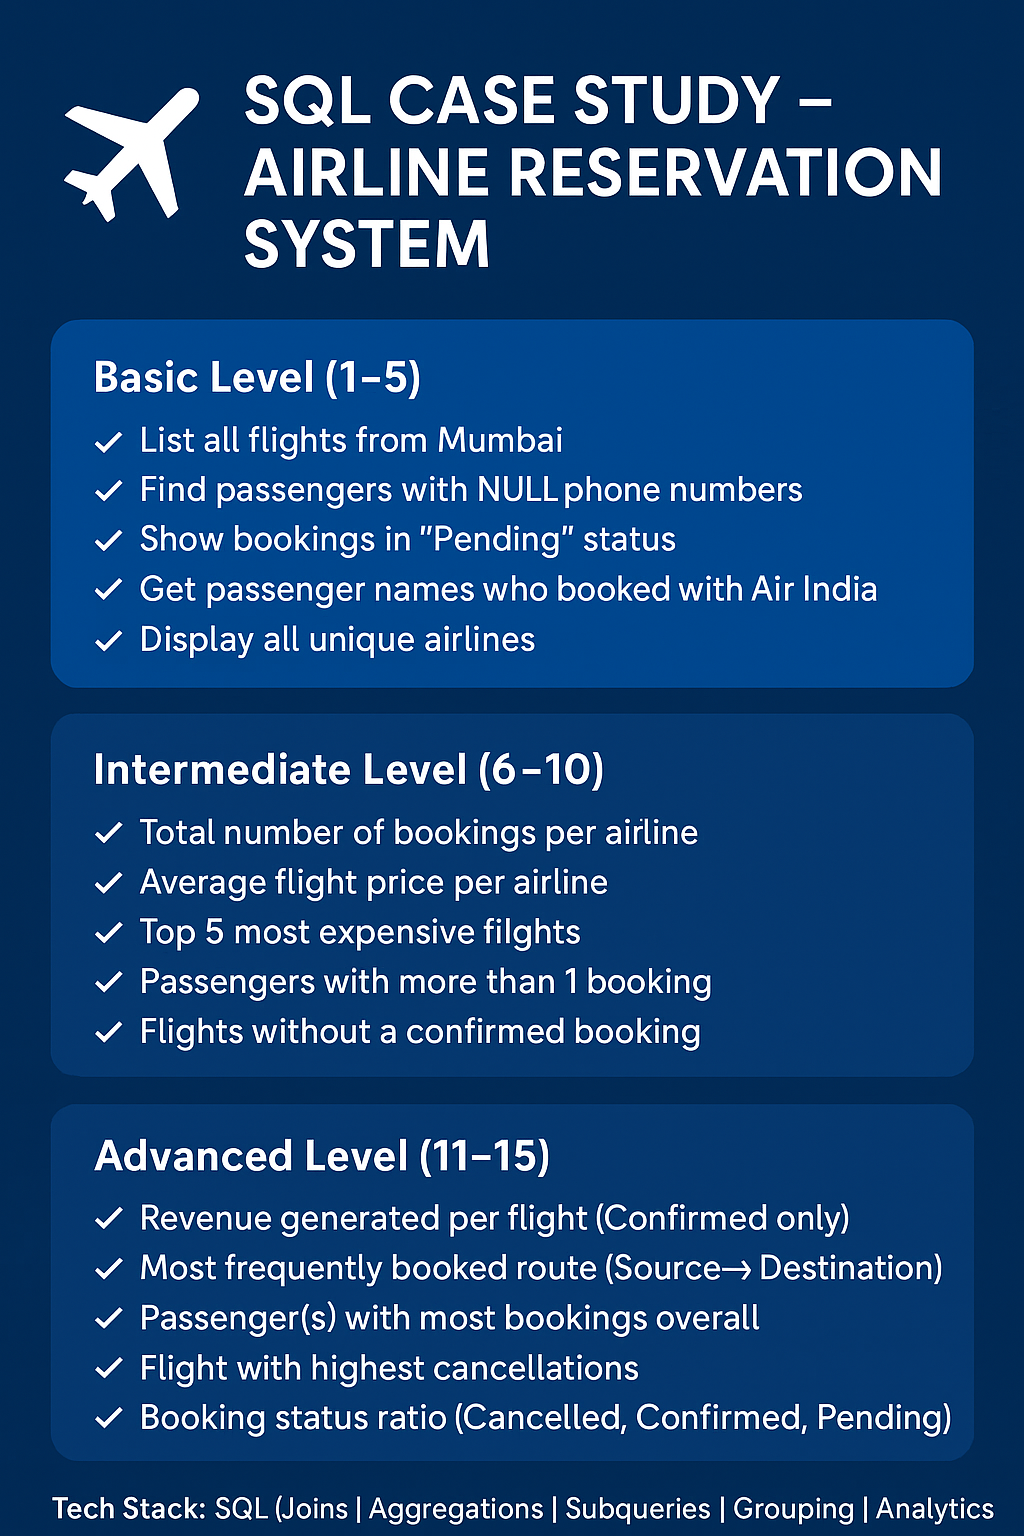 SQL CASE STUDY –
AIRLINE RESERVATION
SYSTEM
Basic Level (1–5)
✓ List all flights from Mumbai
✓ Find passengers with NULL phone numbers
✓ Show bookings in "Pending" status
✓ Get passenger names who booked with Air India
✓ Display all unique airlines
Intermediate Level (6–10)
✓ Total number of bookings per airline
✓ Average flight price per airline
✓ Top 5 most expensive filghts
✓ Passengers with more than 1 booking
✓ Flights without a confirmed booking
Advanced Level (11–15)
✓ Revenue generated per flight (Confirmed only)
✓ Most frequently booked route (Source→ Destination)
✓ Passenger(s) with most bookings overall
✓ Flight with highest cancellations
✓ Booking status ratio (Cancelled, Confirmed, Pending)
Tech Stack: SQL (Joins | Aggregations | Subqueries | Grouping | Analytics